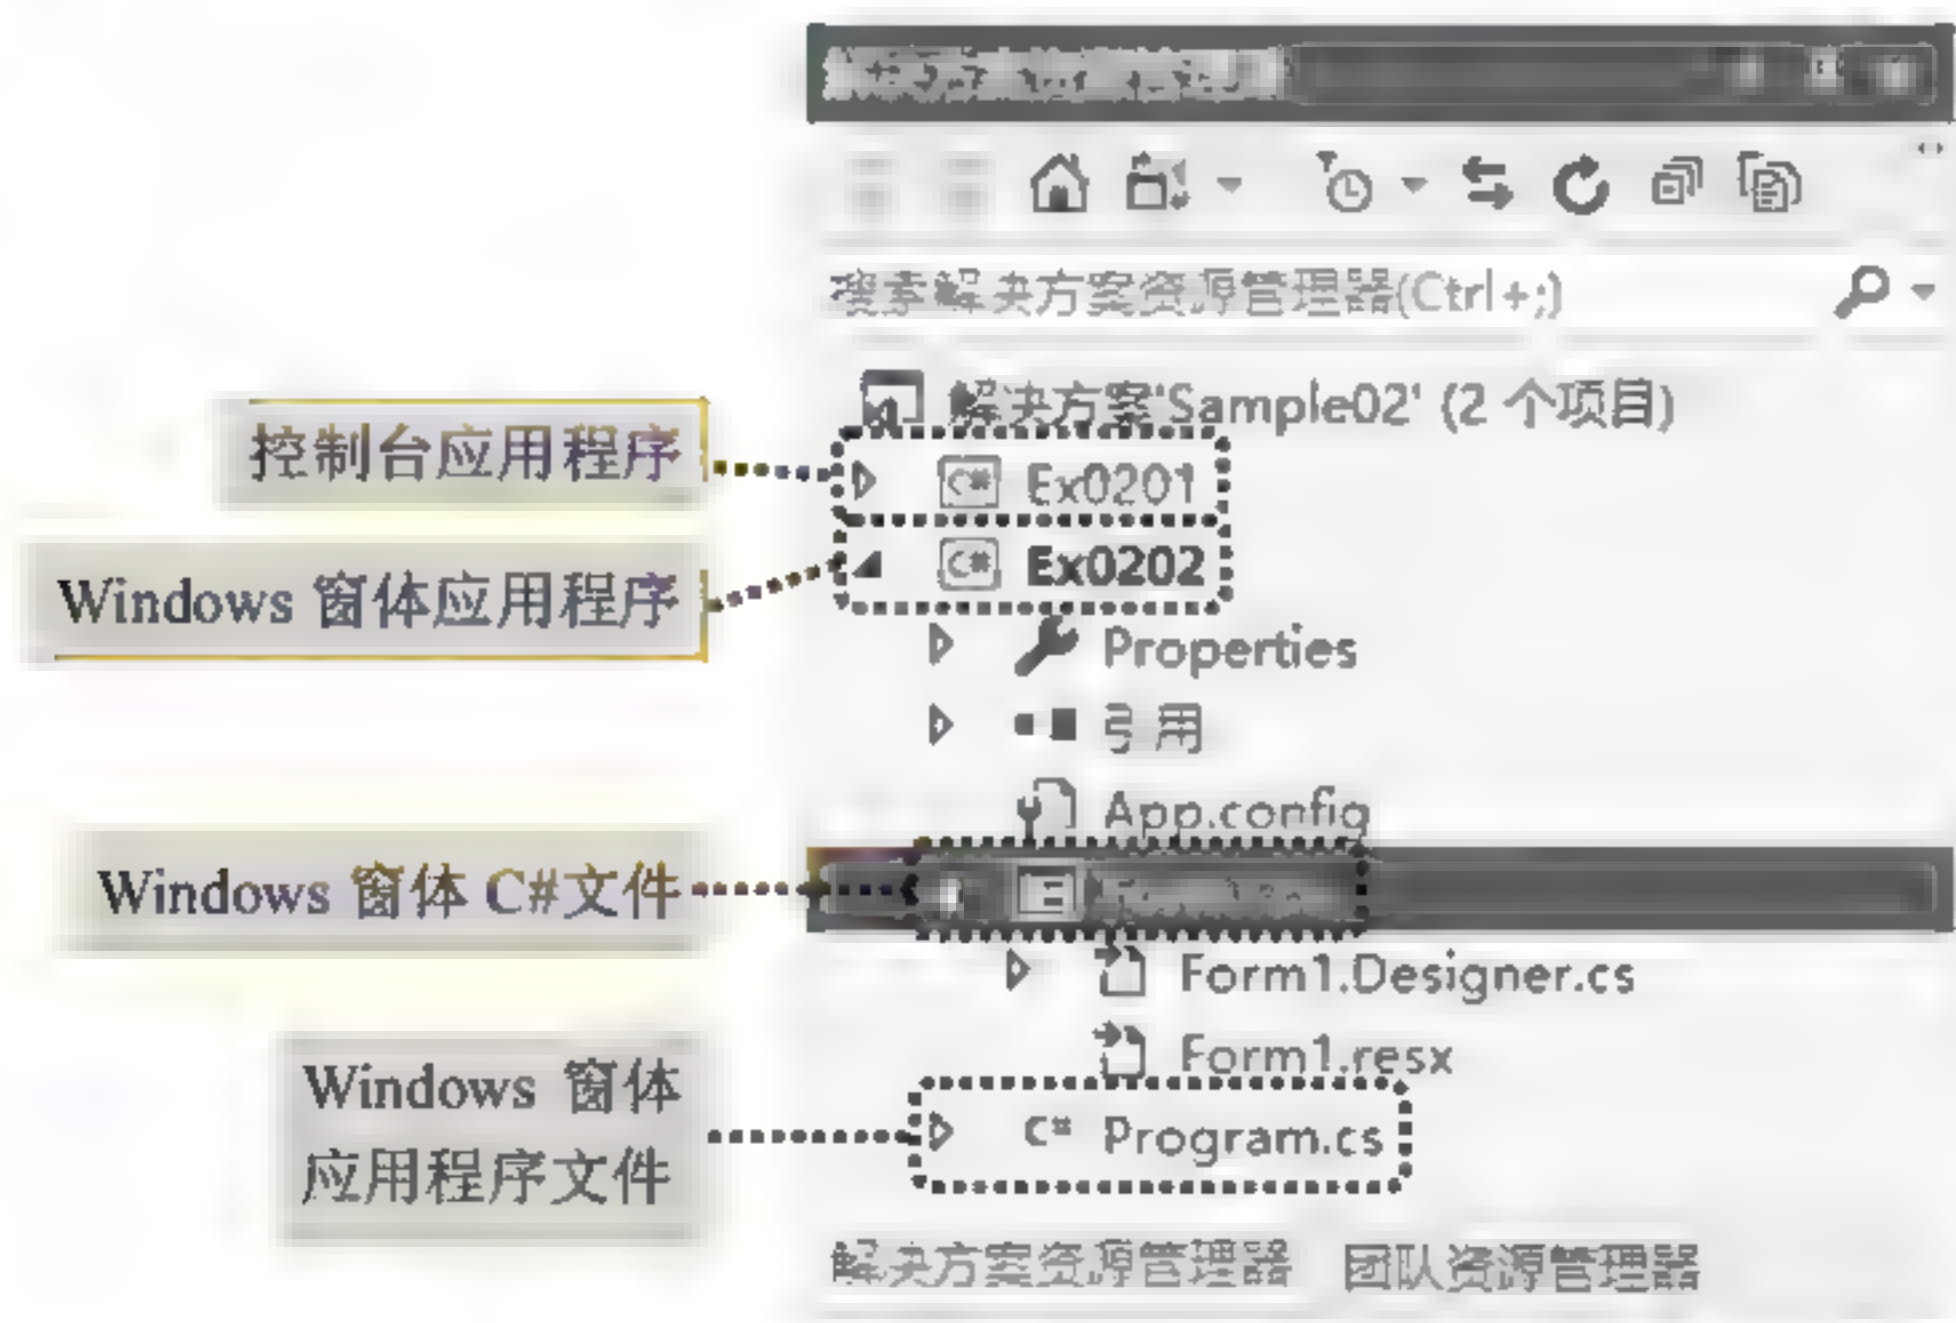 搜索解决方案资源管理器(Ctrl+;)
解决方案'Sample02' (2 个项目)
控制台应用程序
Ex0201
Windows 窗体应用程序
Ex0202
Properties
引用
App.config
Windows 窗体 C#文件
Form1.Designer.cs
Form1.resx
Windows 窗体
应用程序文件
C# Program.cs
解决方案资源管理器 团队资源管理器